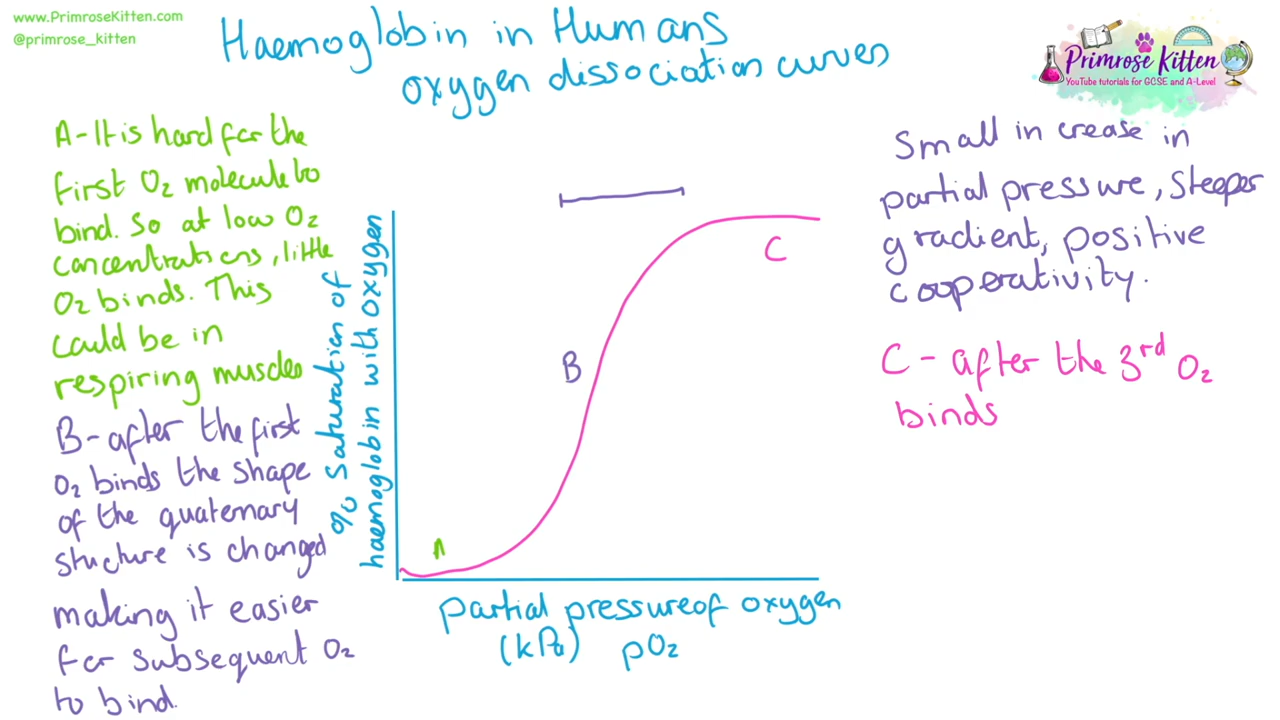 www.PrimroseKitten.com
@primrose_kitten
Haemoglobin in Humans
oxygen dissociation curves
Primrose Kitten
YouTube tutorials for GCSE and A-Level
A-It is hard for the
first O₂ molecule to
bind. So at low O₂
concentrations, little
O₂ binds. This
could be in
respiring muscles
B-after the first
O₂ binds the shape
of the quaternary
stucture is changed
making it easier
for subsequent O₂
to bind.
% Saturation of
haemoglobin with oxygen
A
B
C
partial pressure of oxygen
(kPa) pO₂
Small in crease in
partial pressure, steeper
gradient, positive
cooperativity.
C - after the 3rd O₂
binds